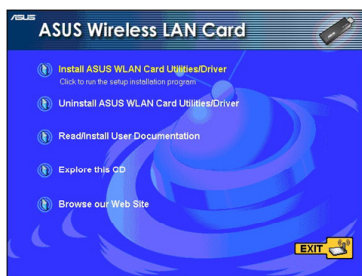 ASUS
ASUS Wireless LAN Card
Install ASUS WLAN Card Utilities/Driver
Click to run the setup installation program
Uninstall ASUS WLAN Card Utilities/Driver
Read/Install User Documentation
Explore this CD
Browse our Web Site
EXIT